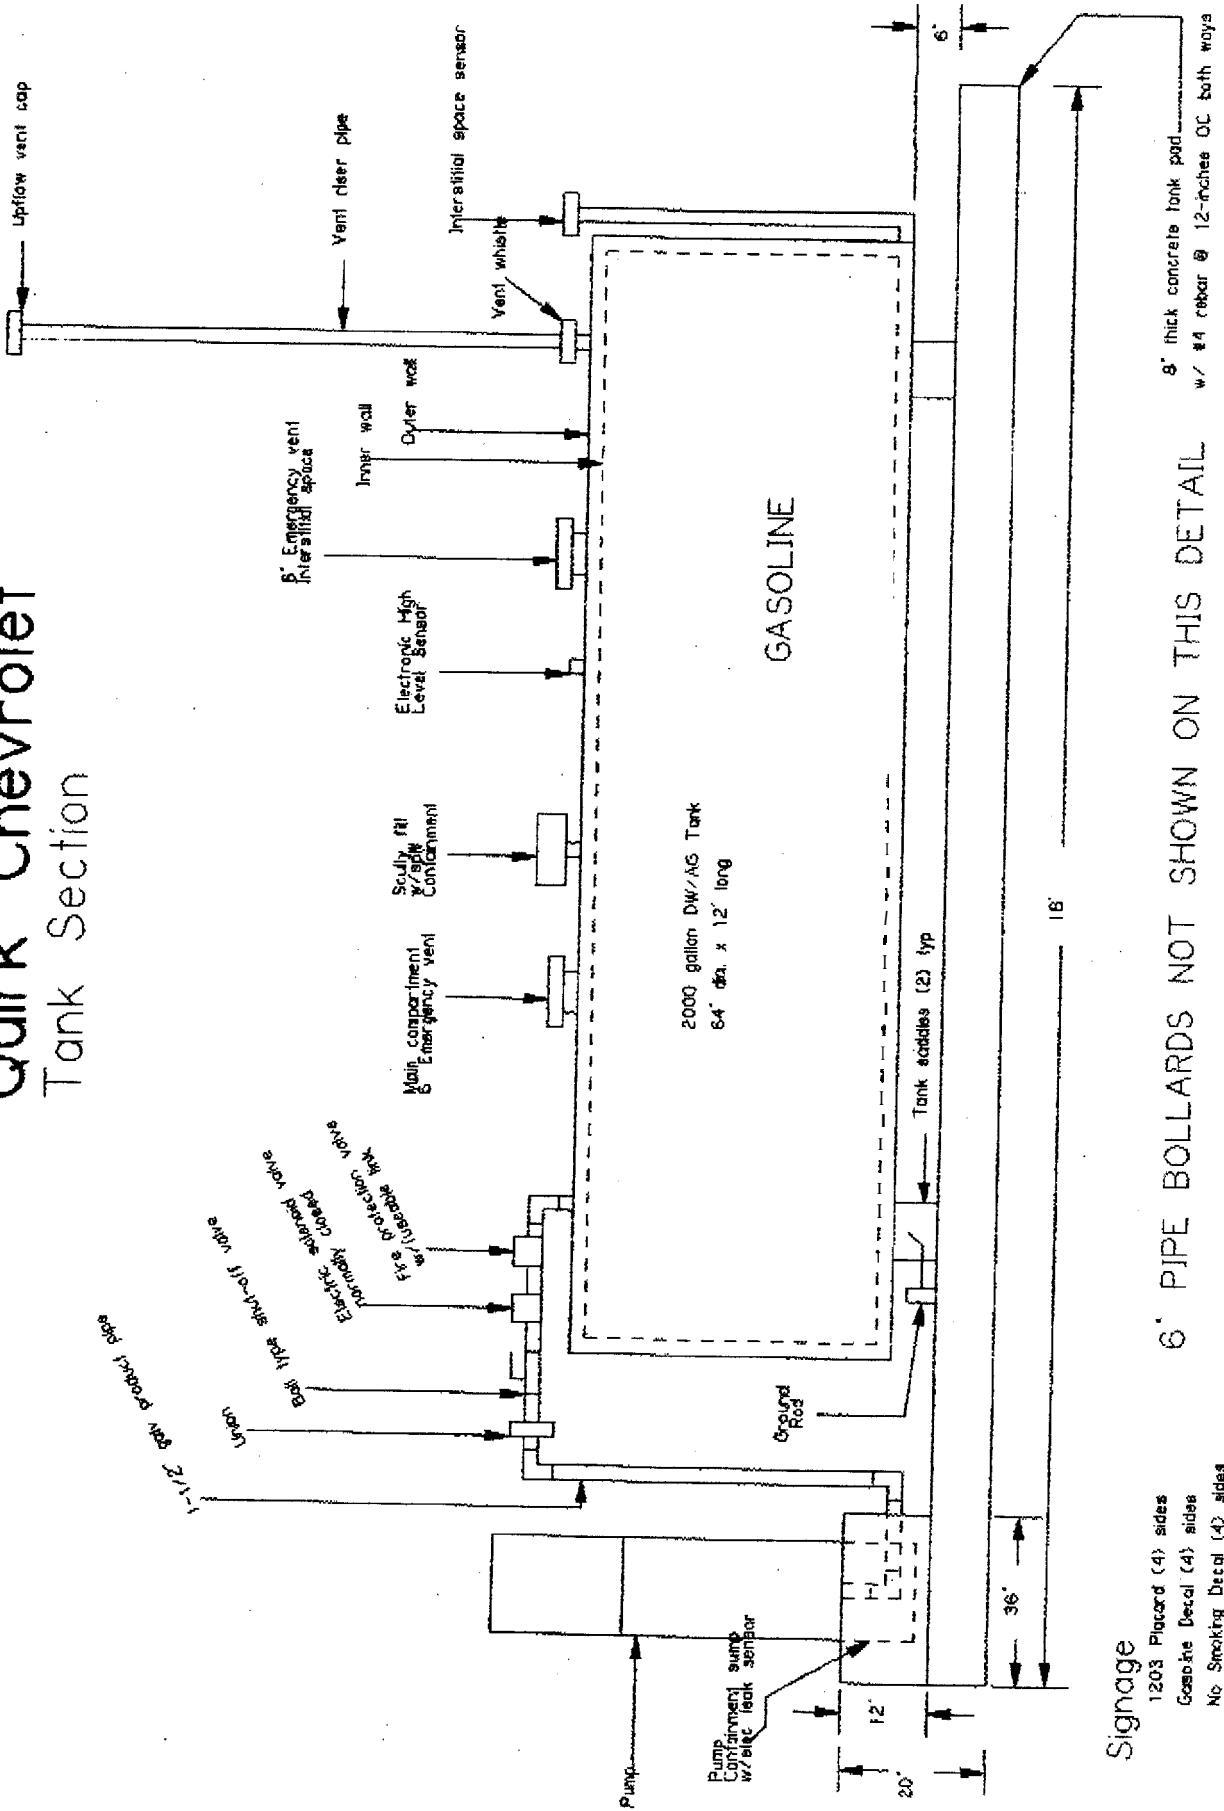 Quirk Chevrolet
Tank Section
Upflow vent cap
Vent riser pipe
Interstitial space sensor
Vent whistle
6" Emergency vent
Interstitial space
Inner wall
Outer wall
Electronic High
Level Sensor
Scully fill
w/spill
Containment
Main compartment
6" Emergency vent
Fire protection valve
w/fuseable link
Electric solenoid valve
normally closed
Ball type shut-off valve
Union
1-1/2" galv product pipe
GASOLINE
2000 gallon DW/AG Tank
64" dia. x 12' long
Tank saddles (2) typ
Ground
Rod
Pump
Pump
Containment sump
w/elec leak sensor
12"
20"
36"
18'
6"
8" thick concrete tank pad
w/ #4 rebar @ 12-inches OC both ways
6" PIPE BOLLARDS NOT SHOWN ON THIS DETAIL
Signage
1203 Placard (4) sides
Gasoline Decal (4) sides
No Smoking Decal (4) sides